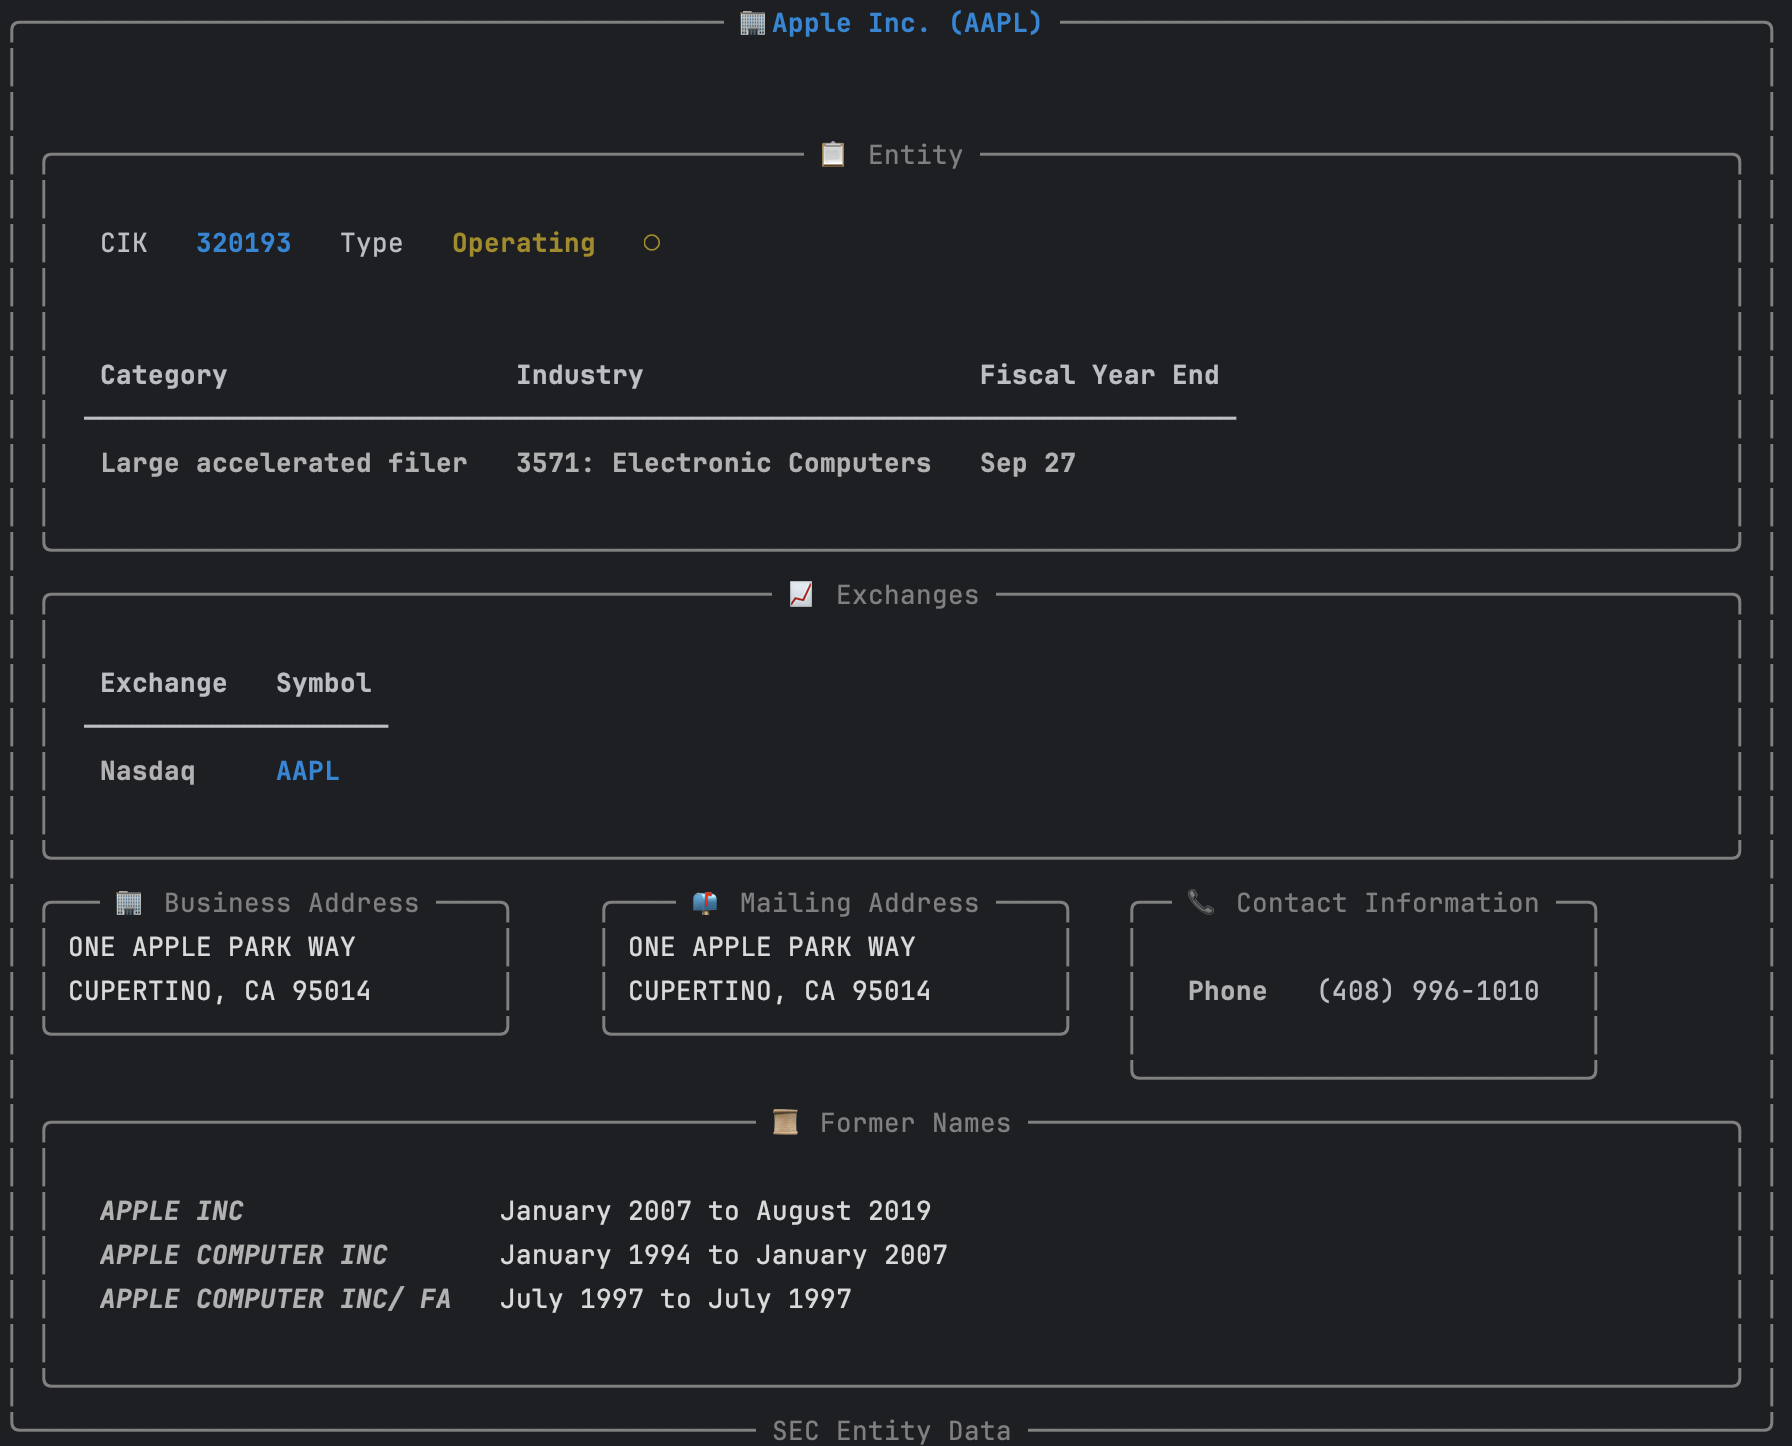 Apple Inc. (AAPL)
Entity
CIK 320193 Type Operating ○
Category Industry Fiscal Year End
Large accelerated filer 3571: Electronic Computers Sep 27
Exchanges
Exchange Symbol
Nasdaq AAPL
Business Address
ONE APPLE PARK WAY
CUPERTINO, CA 95014
Mailing Address
ONE APPLE PARK WAY
CUPERTINO, CA 95014
Contact Information
Phone (408) 996-1010
Former Names
APPLE INC January 2007 to August 2019
APPLE COMPUTER INC January 1994 to January 2007
APPLE COMPUTER INC/ FA July 1997 to July 1997
SEC Entity Data